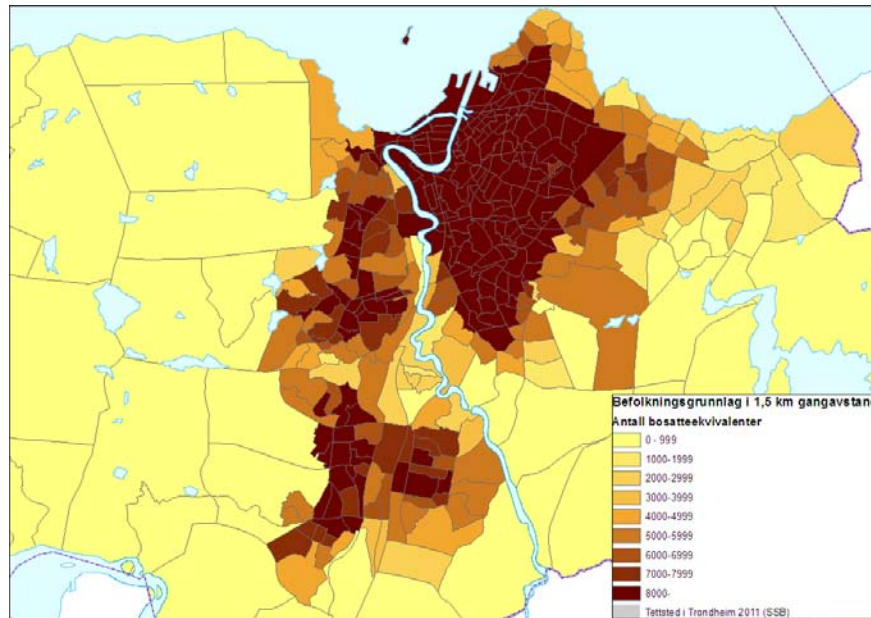 Befolkningsgrunnlag i 1,5 km gangavstan
Antall bosatteekvivalenter
0 - 999
1000-1999
2000-2999
3000-3999
4000-4999
5000-5999
6000-6999
7000-7999
8000-
Tettsted i Trondheim 2011 (SSB)